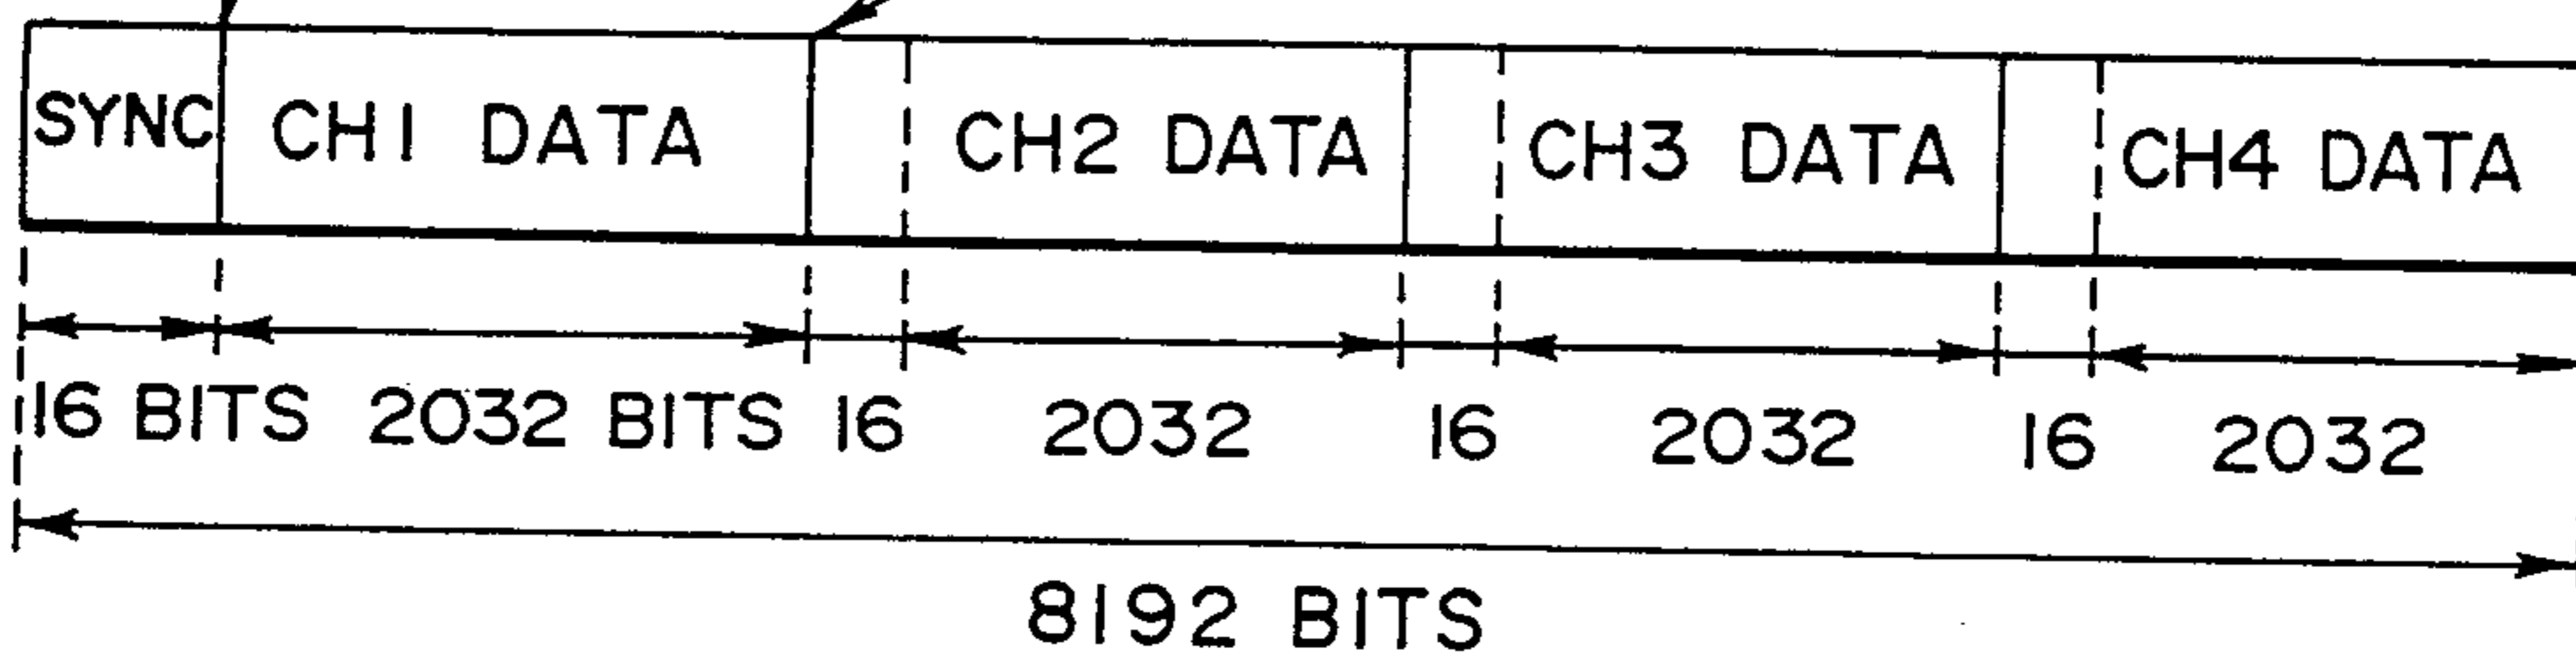 SYNC CH1 DATA CH2 DATA CH3 DATA CH4 DATA
16 BITS 2032 BITS 16 2032 16 2032 16 2032
8192 BITS